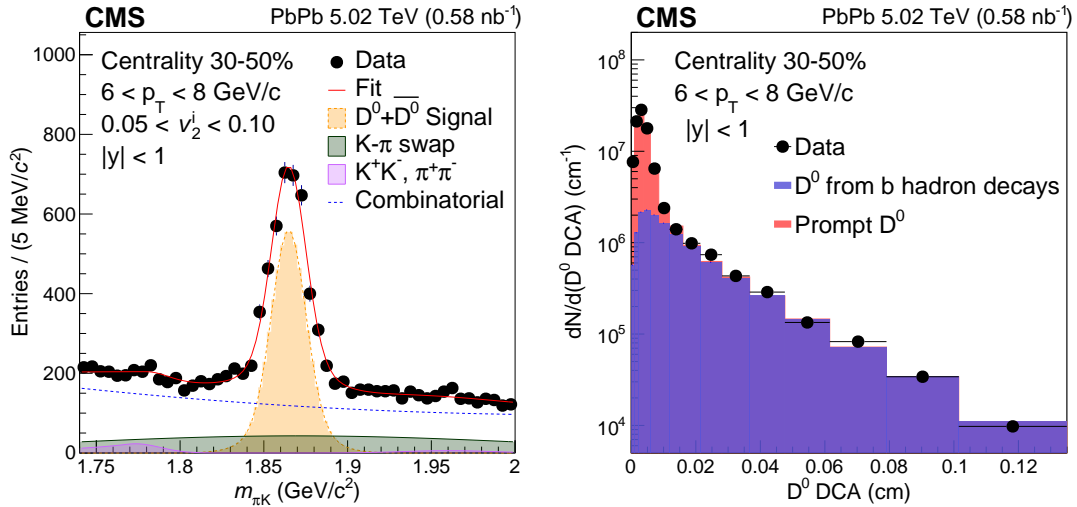 CMS PbPb 5.02 TeV (0.58 nb⁻¹)
Centrality 30-50%
6 < p_T < 8 GeV/c
0.05 < v₂ⁱ < 0.10
|y| < 1
Data
Fit
D⁰+D̅⁰ Signal
K-π swap
K⁺K⁻, π⁺π⁻
Combinatorial
Entries / (5 MeV/c²)
1000
800
600
400
200
0
1.75 1.8 1.85 1.9 1.95 2
m_πK (GeV/c²)
CMS PbPb 5.02 TeV (0.58 nb⁻¹)
Centrality 30-50%
6 < p_T < 8 GeV/c
|y| < 1
Data
D⁰ from b hadron decays
Prompt D⁰
dN/d(D⁰ DCA) (cm⁻¹)
10⁸
10⁷
10⁶
10⁵
10⁴
0 0.02 0.04 0.06 0.08 0.1 0.12
D⁰ DCA (cm)